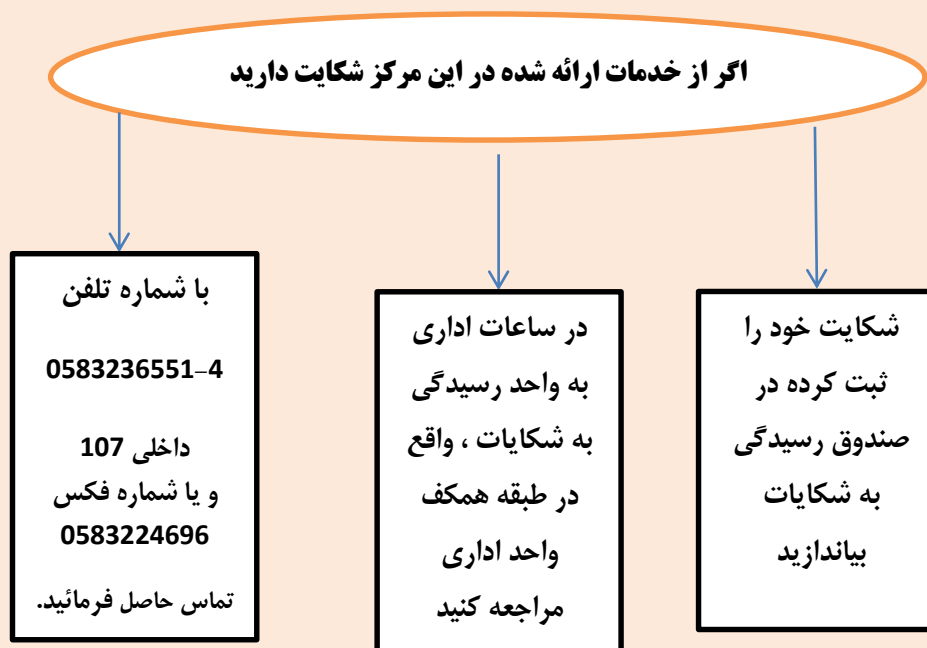 اگر از خدمات ارائه شده در این مرکز شکایت دارید
شکایت خود را
ثبت کرده در
صندوق رسیدگی
به شکایات
بیاندازید
در ساعات اداری
به واحد رسیدگی
به شکایات ، واقع
در طبقه همکف
واحد اداری
مراجعه کنید
با شماره تلفن
0583236551–4
داخلی 107
و یا شماره فکس
0583224696
تماس حاصل فرمائید.